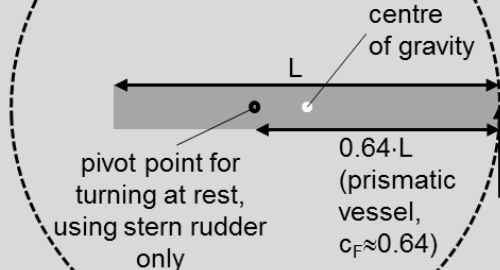 centre
of gravity
L
pivot point for
turning at rest,
using stern rudder
only
0.64·L
(prismatic
vessel,
cF≈0.64)